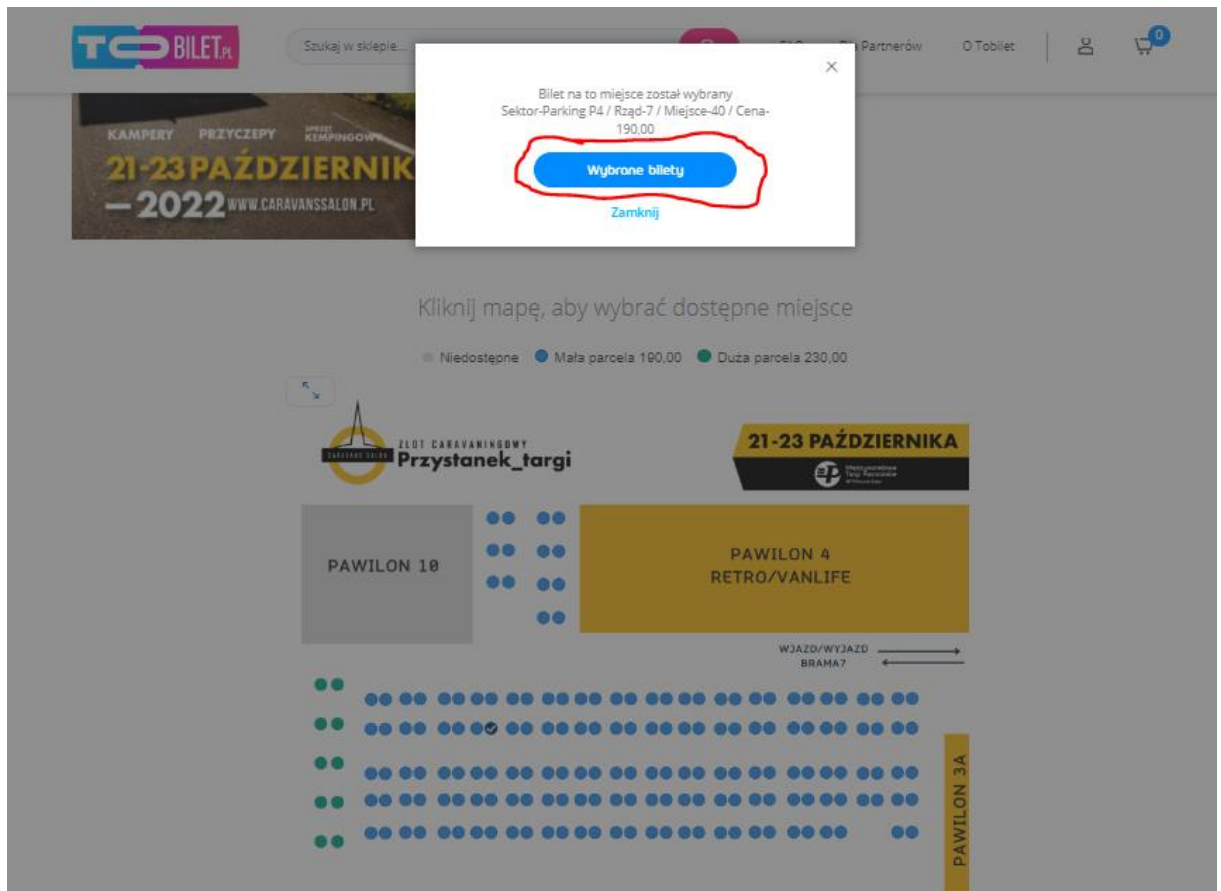 TOBILET.PL
Szukaj w sklepie...
Partnerów
O Tobilet
0
Bilet na to miejsce został wybrany
Sektor-Parking P4 / Rząd-7 / Miejsce-40 / Cena-
190,00
Wybrane bilety
Zamknij
KAMPERY PRZYCZEPY SPRZĘT KEMPINGOWY
21-23 PAŹDZIERNIK
— 2022 WWW.CARAVANSSALON.PL
Kliknij mapę, aby wybrać dostępne miejsce
Niedostępne Mała parcela 190,00 Duża parcela 230,00
ZLOT CARAVANINGOWY
Przystanek_targi
CARAVANS SALON
21-23 PAŹDZIERNIKA
PAWILON 10
PAWILON 4
RETRO/VANLIFE
WJAZD/WYJAZD
BRAMA7
PAWILON 3A